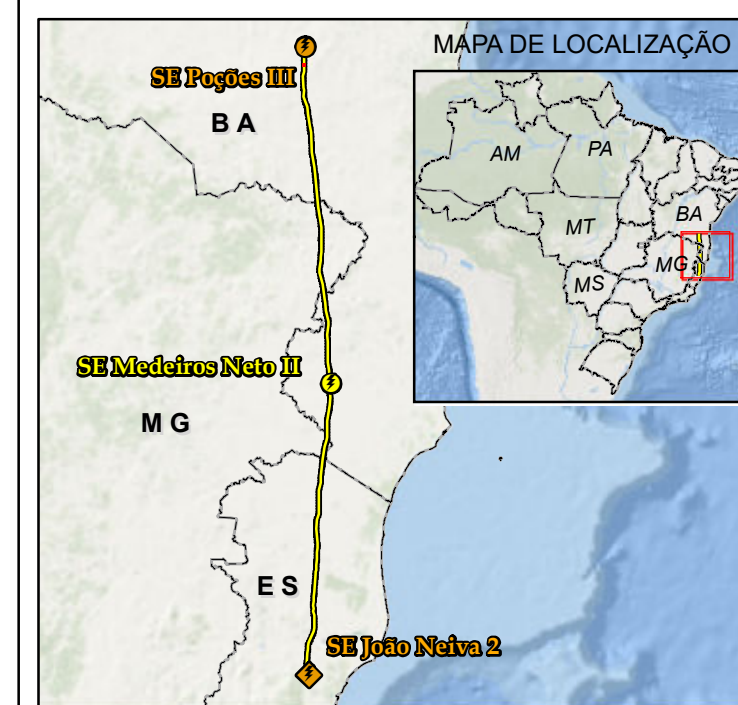 MAPA DE LOCALIZAÇÃO
SE Poções III
B A
AM
PA
MT
BA
MG
MS
SE Medeiros Neto II
M G
E S
SE João Neiva 2